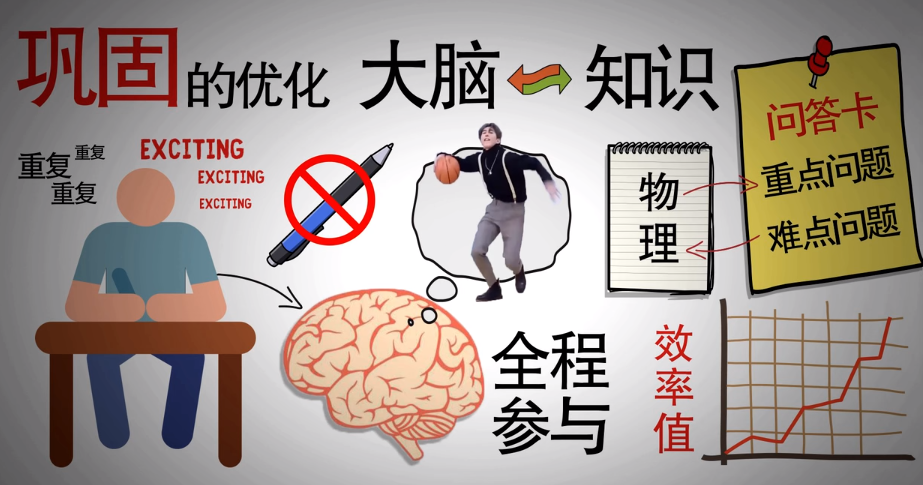 巩固的优化 大脑 知识
重复
重复
重复
EXCITING
EXCITING
EXCITING
物
理
问答卡
重点问题
难点问题
全程
参与
效
率
值